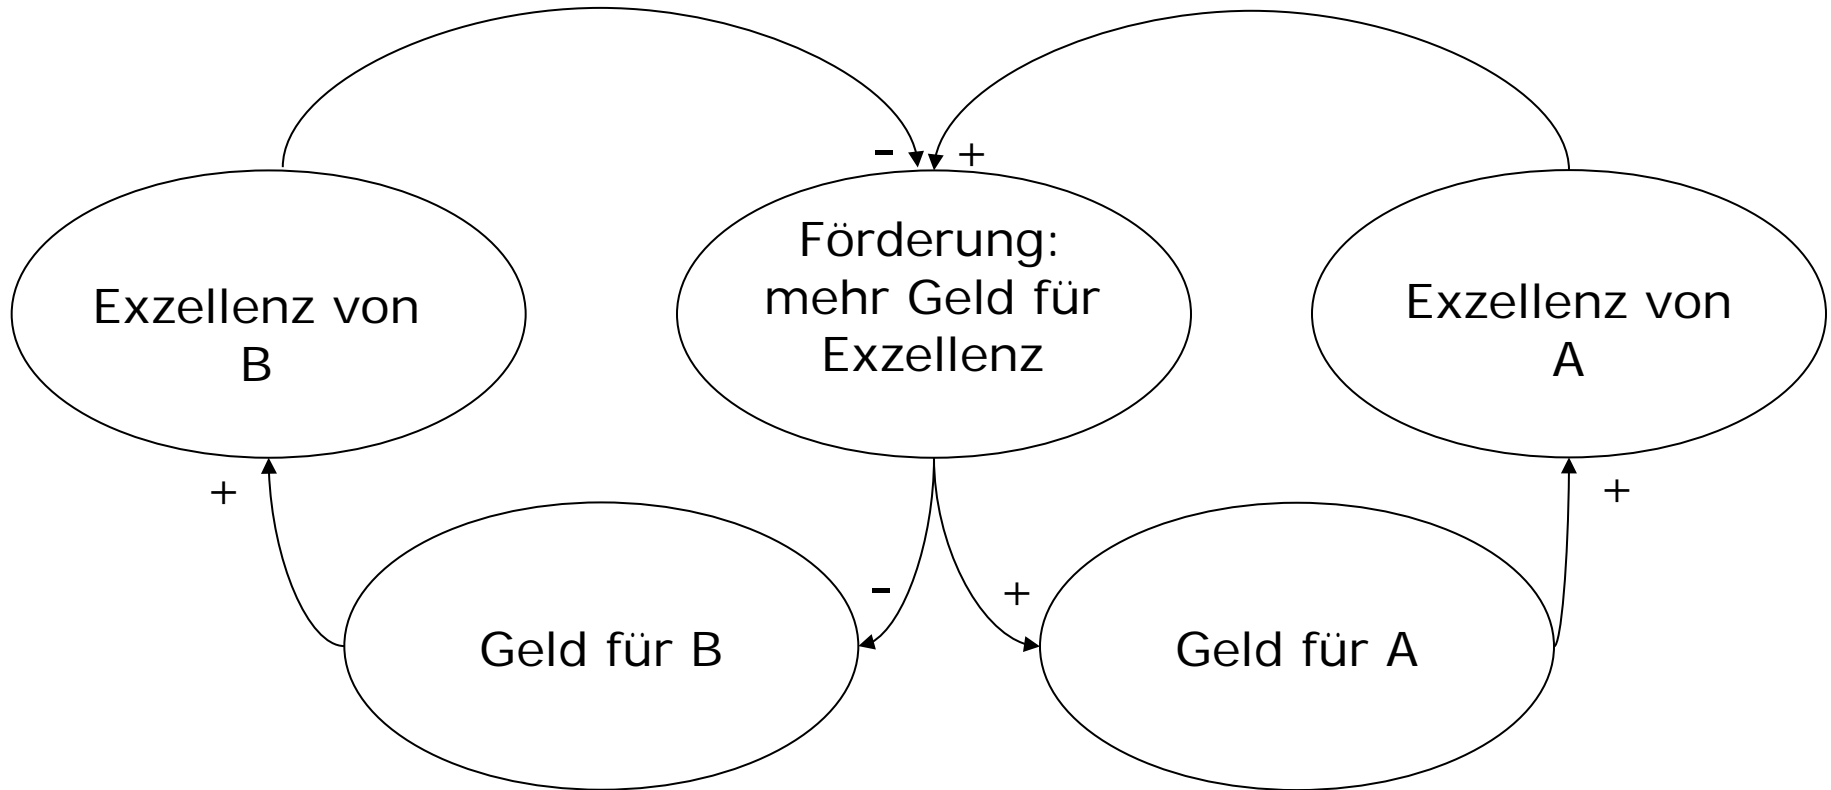 - +
Förderung:
mehr Geld für
Exzellenz
Exzellenz von
B
Exzellenz von
A
+
+
-
+
Geld für B
Geld für A